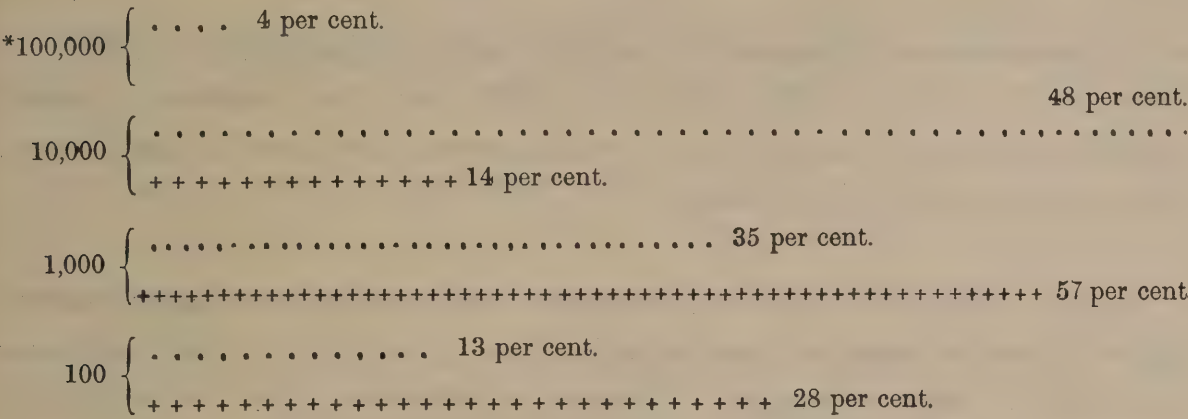 *100,000 { . . . . 4 per cent.
48 per cent.
10,000 { . . . . . . . . . . . . . . . . . . . . . . . . . . . . . . . . . . . . . . . . . . . . . . . .
+ + + + + + + + + + + + + + 14 per cent.
1,000 { . . . . . . . . . . . . . . . . . . . . . . . . . . . . . . . . . . . 35 per cent.
+++++++++++++++++++++++++++++++++++++++++++++++++++++++++ 57 per cent
100 { . . . . . . . . . . . . . 13 per cent.
+ + + + + + + + + + + + + + + + + + + + + + + + + + + + 28 per cent.